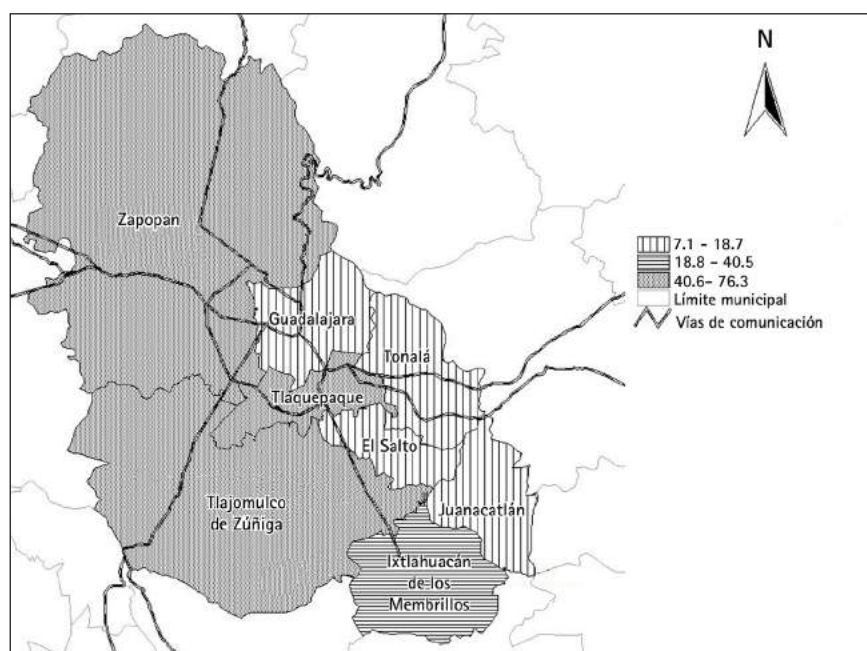 N
Zapopan
7.1 - 18.7
18.8 - 40.5
40.6- 76.3
Límite municipal
Vías de comunicación
Guadalajara
Tonalá
Tlaquepaque
El Salto
Tlajomulco
de Zúñiga
Juanacatlán
Ixtlahuacán
de los
Membrillos